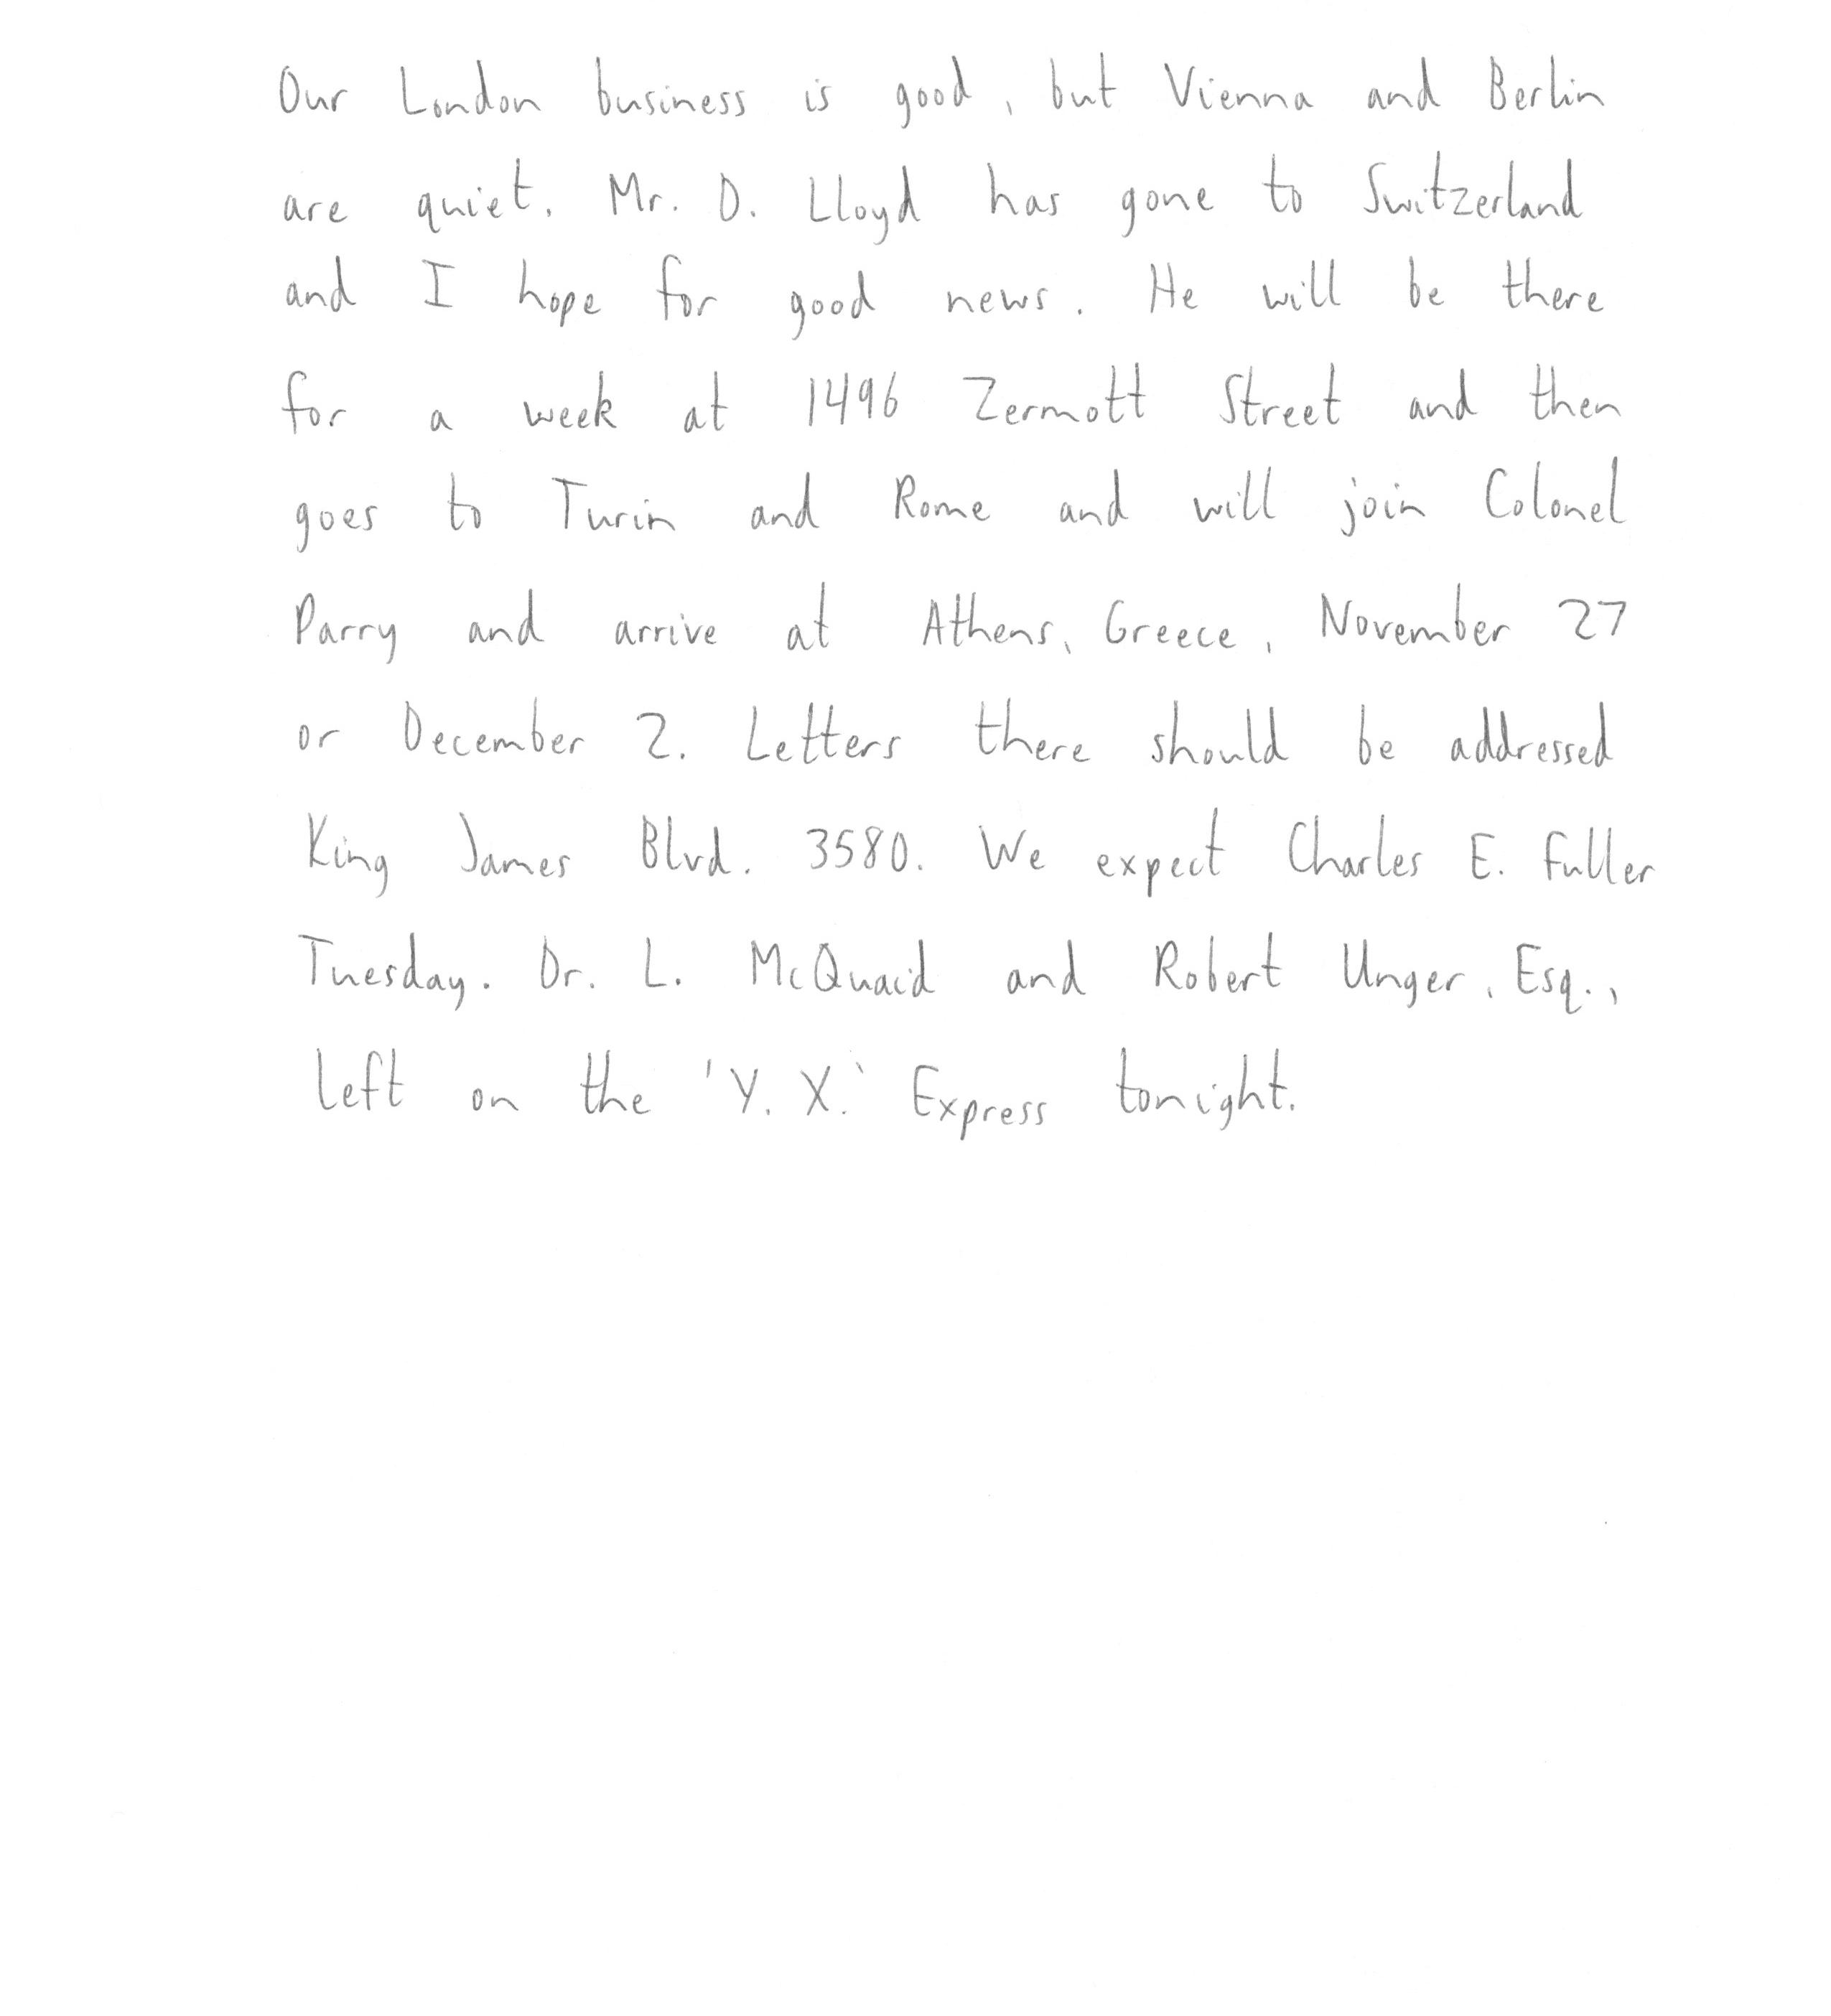 Our London business is good, but Vienna and Berlin
are quiet. Mr. D. Lloyd has gone to Switzerland
and I hope for good news. He will be there
for a week at 1496 Zermott Street and then
goes to Turin and Rome and will join Colonel
Parry and arrive at Athens, Greece, November 27
or December 2. Letters there should be addressed
King James Blvd. 3580. We expect Charles E. Fuller
Tuesday. Dr. L. McQuaid and Robert Unger, Esq.,
left on the 'Y. X.' Express tonight.